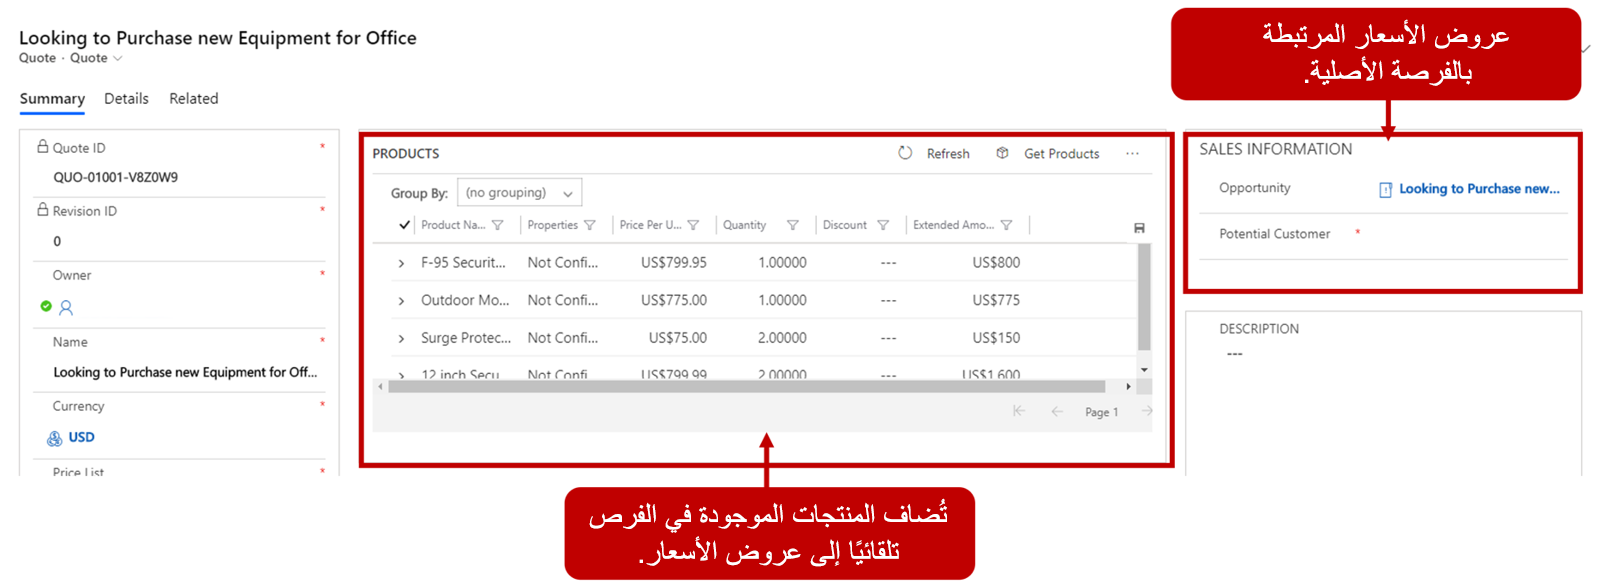 Looking to Purchase new Equipment for Office
Quote · Quote
Summary Details Related
عروض الأسعار المرتبطة
بالفرصة الأصلية.
Quote ID *
QUO-01001-V8Z0W9
Revision ID *
0
Owner *
Name *
Looking to Purchase new Equipment for Off...
Currency *
USD
Price List *
PRODUCTS Refresh Get Products ...
Group By: (no grouping)
Product Na... Properties Price Per U... Quantity Discount Extended Amo...
F-95 Securit... Not Confi... US$799.95 1.00000 --- US$800
Outdoor Mo... Not Confi... US$775.00 1.00000 --- US$775
Surge Protec... Not Confi... US$75.00 2.00000 --- US$150
12 inch Secu Not Confi US$799.99 2.00000 --- US$1,600
Page 1
تُضاف المنتجات الموجودة في الفرص
تلقائيًا إلى عروض الأسعار.
SALES INFORMATION
Opportunity Looking to Purchase new...
Potential Customer *
DESCRIPTION
---